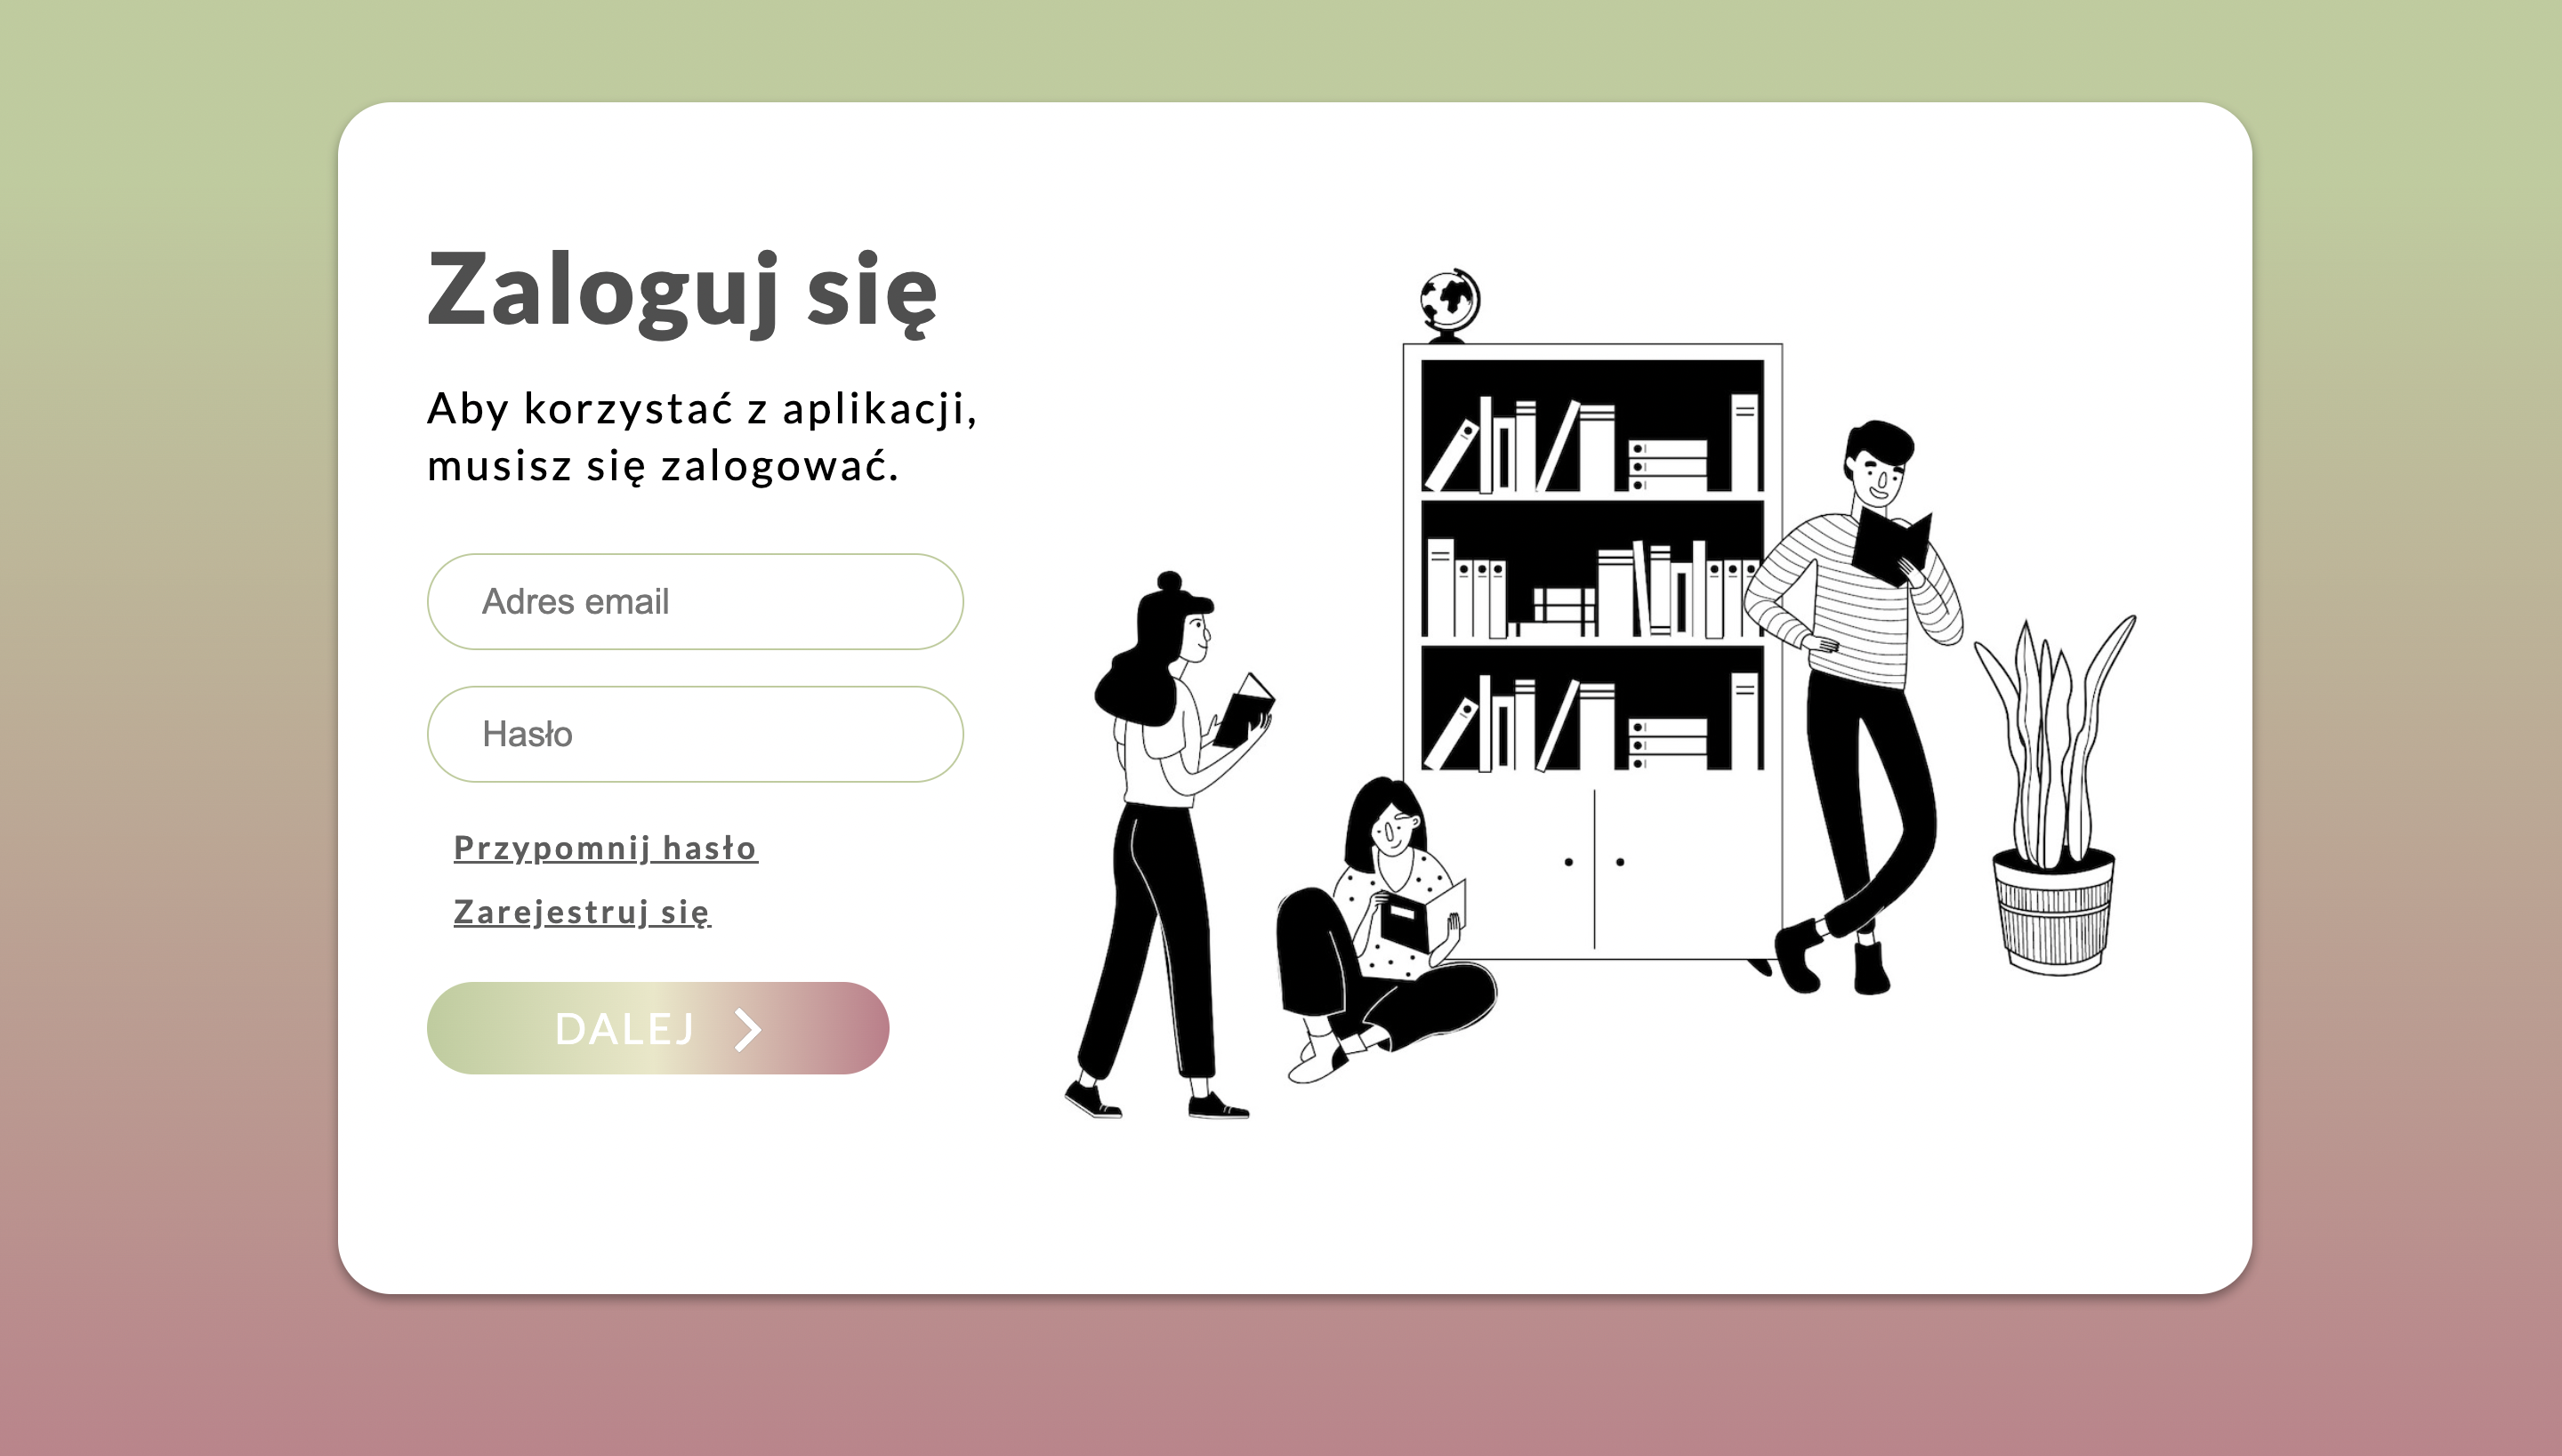 Zaloguj się
Aby korzystać z aplikacji,
musisz się zalogować.
Adres email
Hasło
Przypomnij hasło
Zarejestruj się
DALEJ